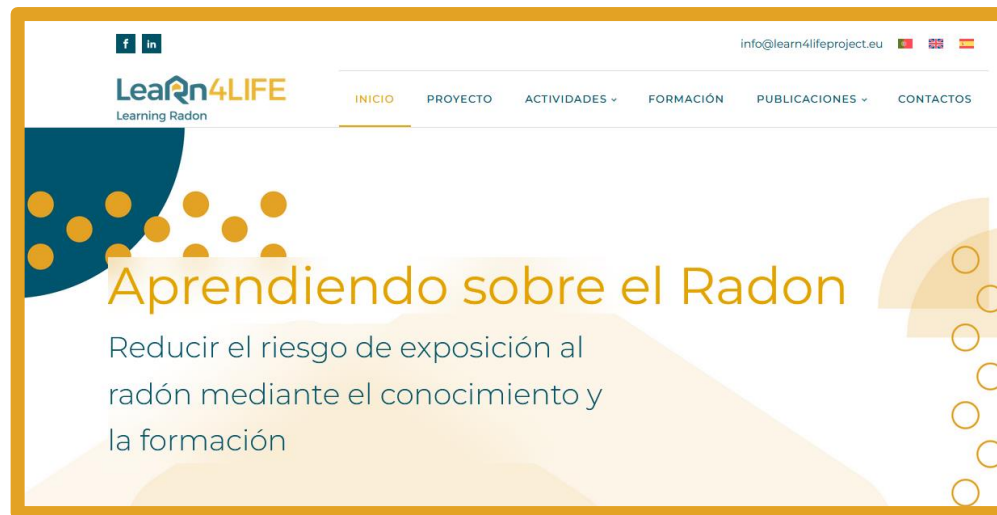 f in
info@learn4lifeproject.eu
LeaRn4LIFE
Learning Radon
INICIO PROYECTO ACTIVIDADES FORMACIÓN PUBLICACIONES CONTACTOS
Aprendiendo sobre el Radon
Reducir el riesgo de exposición al
radón mediante el conocimiento y
la formación